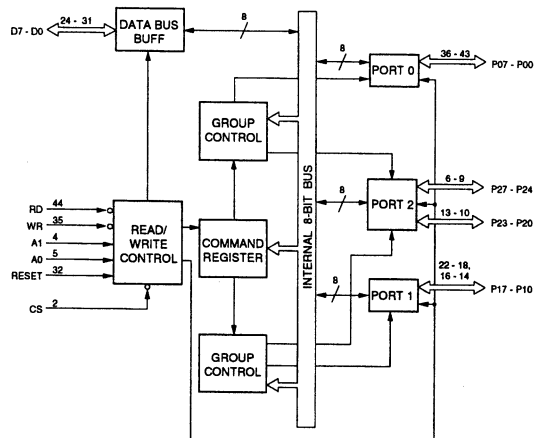 D7 - D0
24 - 31
DATA BUS
BUFF
8
8
PORT 0
36 - 43
P07 - P00
GROUP
CONTROL
INTERNAL 8-BIT BUS
8
PORT 2
6 - 9
P27 - P24
13 - 10
P23 - P20
RD 44
WR 35
A1 4
A0 5
RESET 32
CS 2
READ/
WRITE
CONTROL
COMMAND
REGISTER
8
PORT 1
22 - 18,
16 - 14
P17 - P10
GROUP
CONTROL